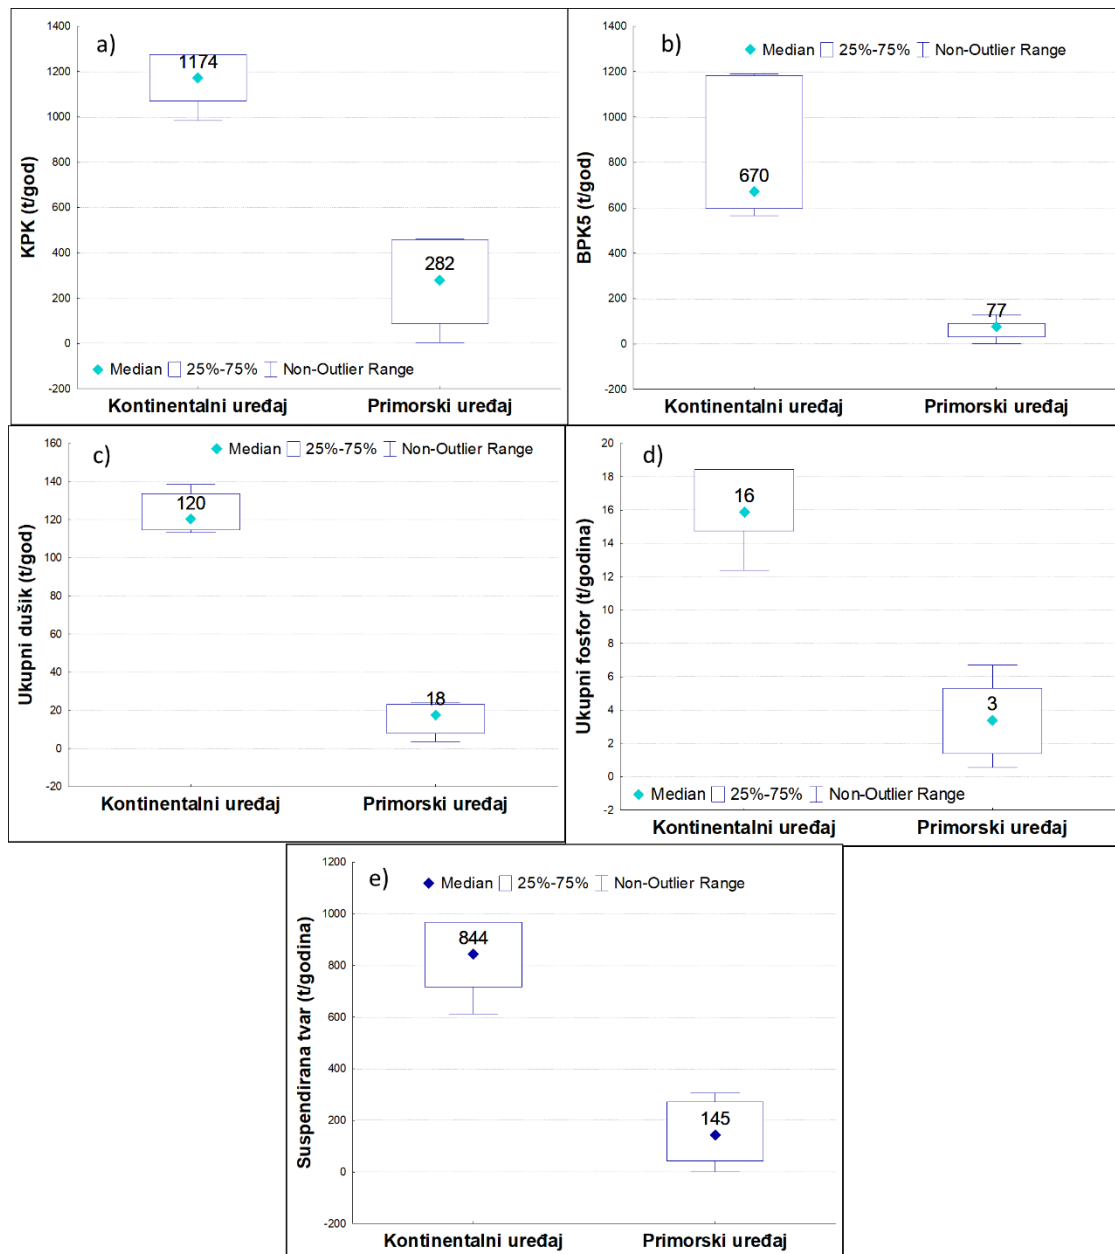 a)
KPK (t/god)
1400
1200
1000
800
600
400
200
0
-200
1174
282
Median 25%-75% Non-Outlier Range
Kontinentalni uređaj Primorski uređaj
b)
BPK5 (t/god)
1400
1200
1000
800
600
400
200
0
-200
Median 25%-75% Non-Outlier Range
670
77
Kontinentalni uređaj Primorski uređaj
c)
Ukupni dušik (t/god)
160
140
120
100
80
60
40
20
0
-20
Median 25%-75% Non-Outlier Range
120
18
Kontinentalni uređaj Primorski uređaj
d)
Ukupni fosfor (t/godina)
20
18
16
14
12
10
8
6
4
2
0
-2
16
3
Median 25%-75% Non-Outlier Range
Kontinentalni uređaj Primorski uređaj
e)
Suspendirana tvar (t/godina)
1200
1000
800
600
400
200
0
-200
Median 25%-75% Non-Outlier Range
844
145
Kontinentalni uređaj Primorski uređaj